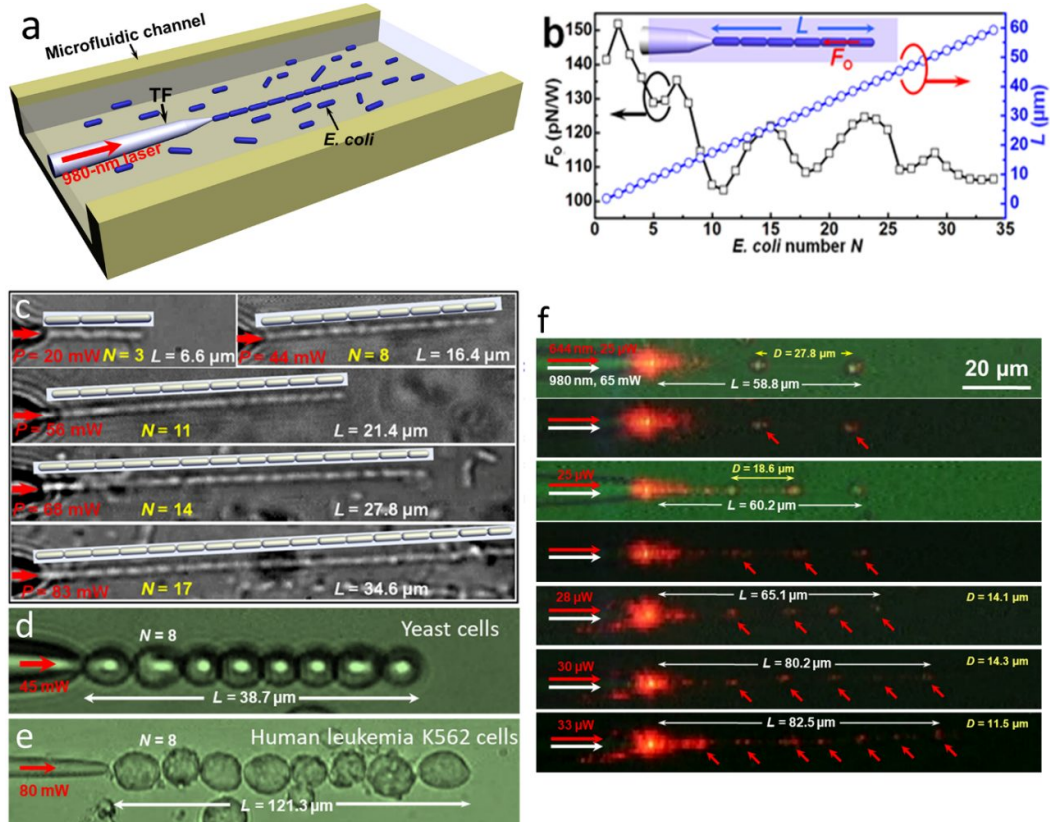 a
Microfluidic channel
TF
E. coli
980-nm laser
b
L
Fo
Fo (pN/W)
150
140
130
120
110
100
60
50
40
30
20
10
0
L (µm)
0 5 10 15 20 25 30 35
E. coli number N
c
P = 20 mW N = 3 L = 6.6 µm
P = 44 mW N = 8 L = 16.4 µm
P = 56 mW N = 11 L = 21.4 µm
P = 68 mW N = 14 L = 27.8 µm
P = 83 mW N = 17 L = 34.6 µm
d
N = 8 Yeast cells
45 mW
L = 38.7 µm
e
N = 8 Human leukemia K562 cells
80 mW
L = 121.3 µm
f
644 nm, 25 µW
980 nm, 65 mW
D = 27.8 µm
L = 58.8 µm
20 µm
25 µW
D = 18.6 µm
L = 60.2 µm
28 µW
L = 65.1 µm
D = 14.1 µm
30 µW
L = 80.2 µm
D = 14.3 µm
33 µW
L = 82.5 µm
D = 11.5 µm